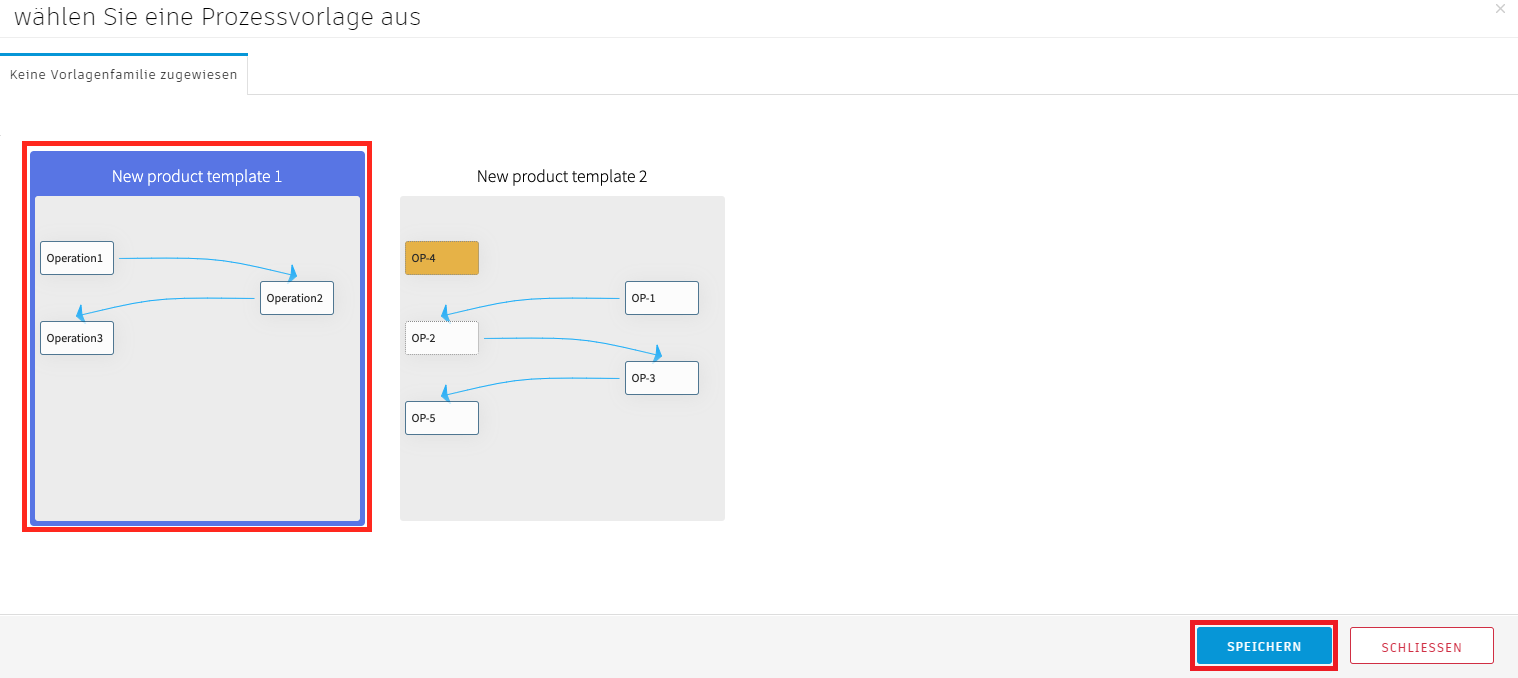 wählen Sie eine Prozessvorlage aus
×
Keine Vorlagenfamilie zugewiesen
New product template 1
Operation1
Operation2
Operation3
New product template 2
OP-4
OP-1
OP-2
OP-3
OP-5
SPEICHERN
SCHLIESSEN